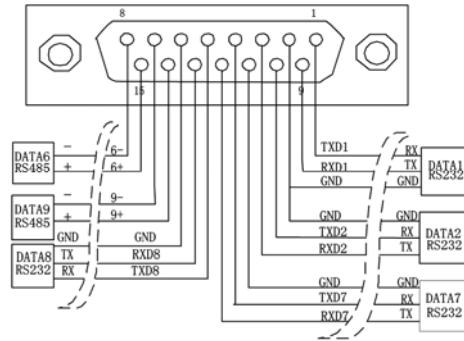 8 1
15 9
DATA6
RS485
- 6-
+ 6+
DATA9
RS485
- 9-
+ 9+
DATA8
RS232
GND GND
TX RXD8
RX TXD8
TXD1 RX
RXD1 TX
GND GND
DATA1
RS232
GND GND
TXD2 RX
RXD2 TX
DATA2
RS232
GND GND
TXD7 RX
RXD7 TX
DATA7
RS232